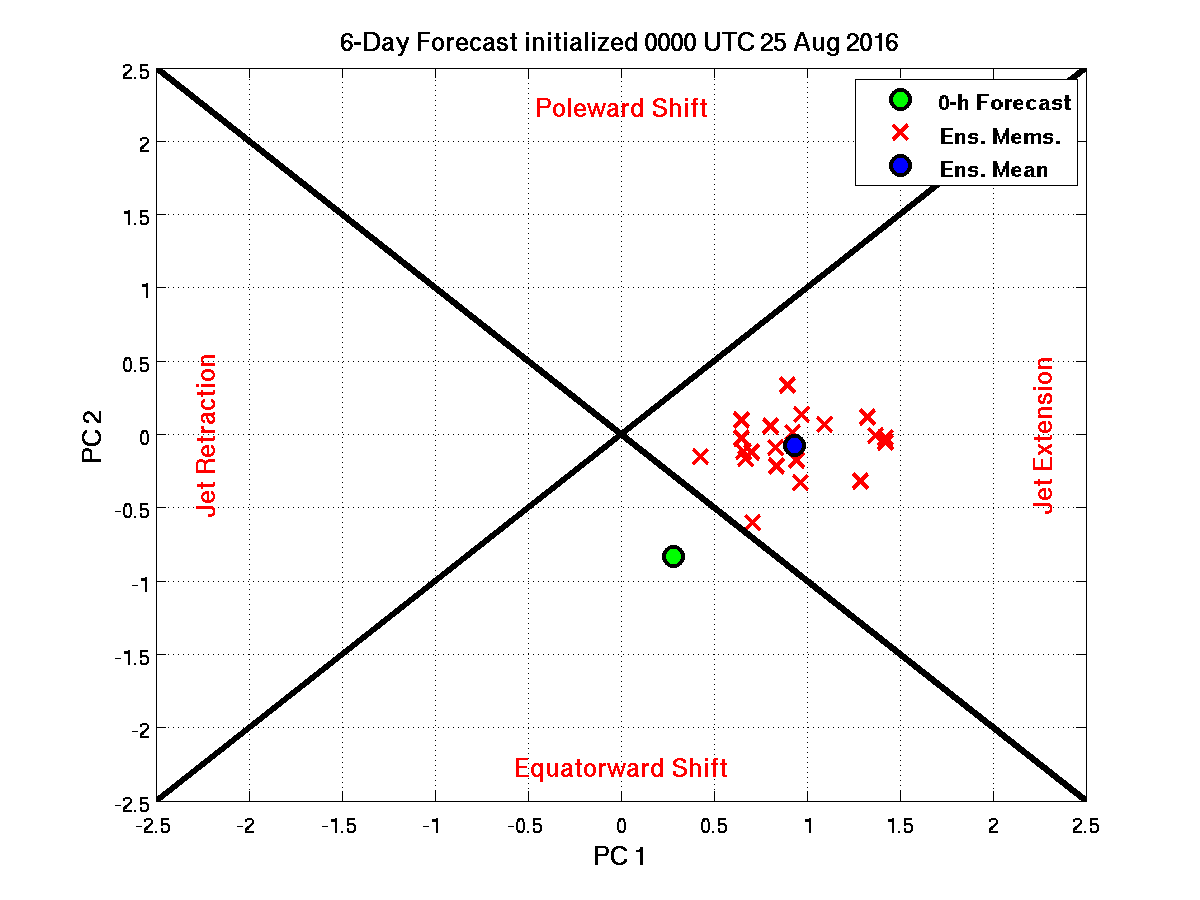 6-Day Forecast initialized 0000 UTC 25 Aug 2016
2.5
2
1.5
1
0.5
0
-0.5
-1
-1.5
-2
-2.5
PC 2
Poleward Shift
0-h Forecast
Ens. Mems.
Ens. Mean
Jet Retraction
Jet Extension
Equatorward Shift
-2.5 -2 -1.5 -1 -0.5 0 0.5 1 1.5 2 2.5
PC 1